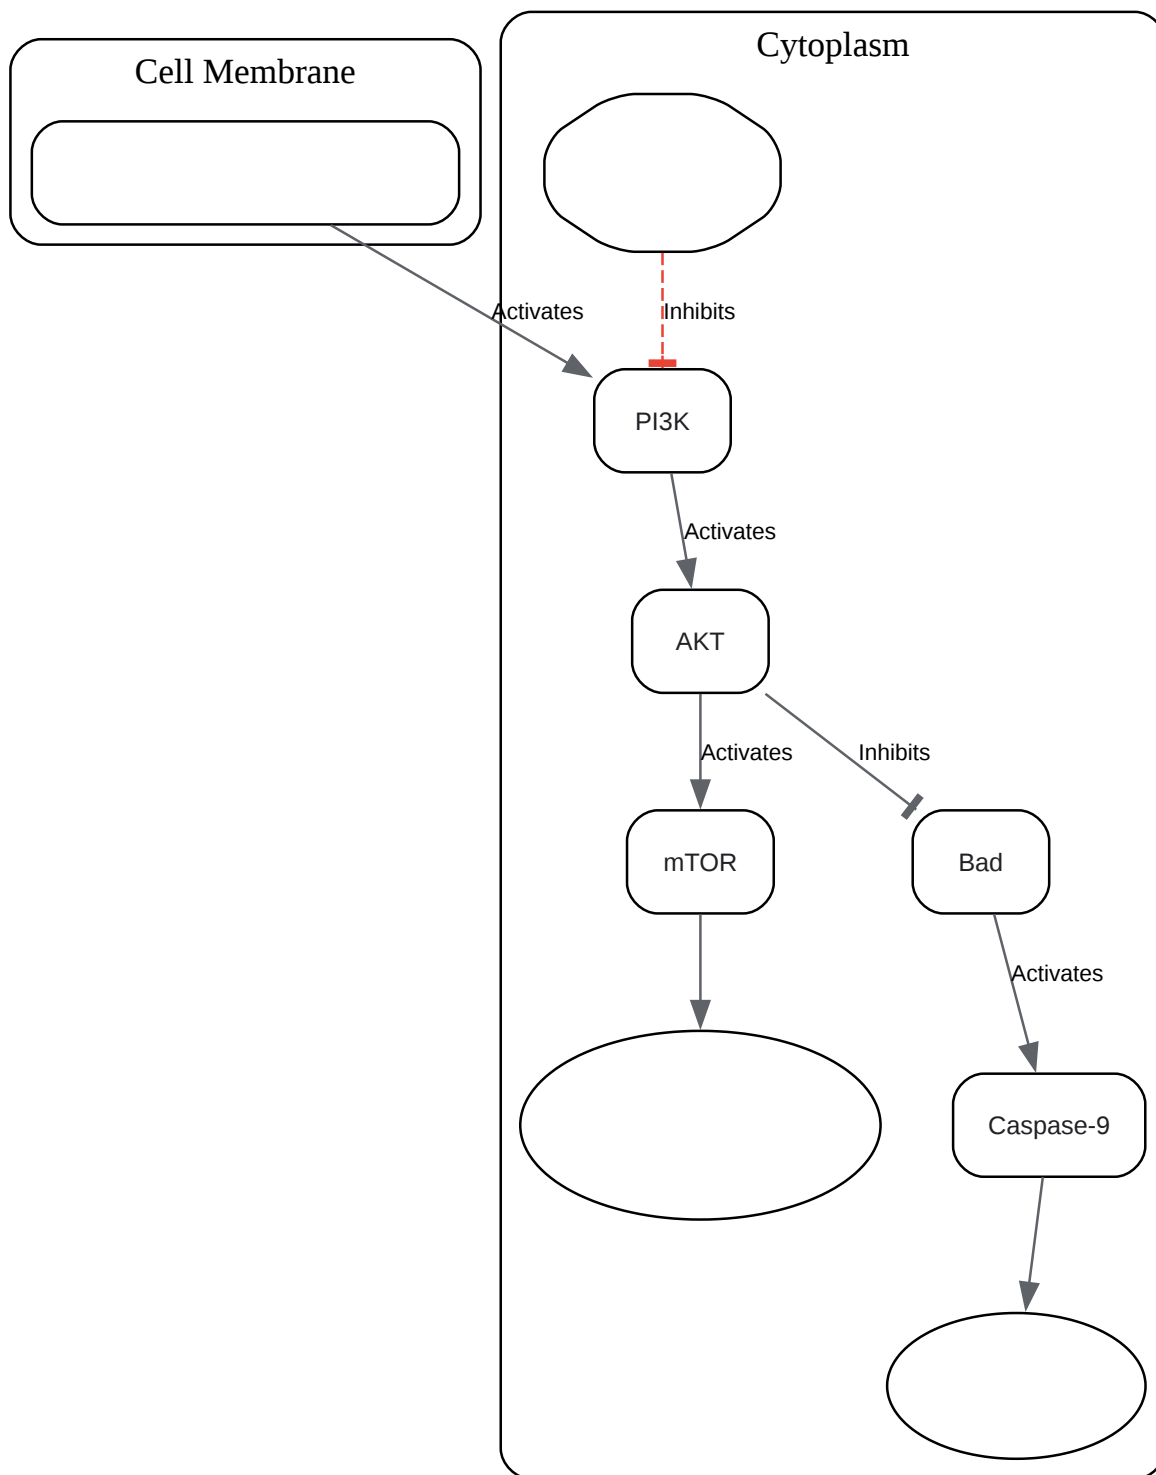 Cell Membrane
Cytoplasm
Activates
Inhibits
PI3K
Activates
AKT
Activates
Inhibits
mTOR
Bad
Activates
Caspase-9